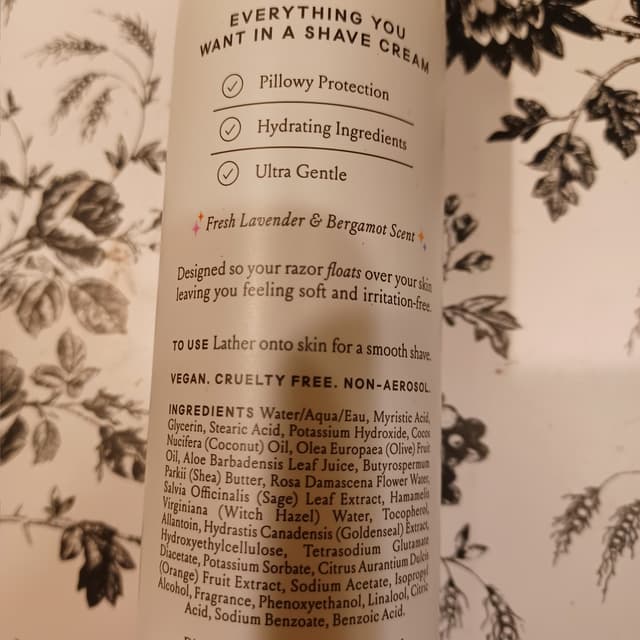 EVERYTHING YOU
WANT IN A SHAVE CREAM
Pillowy Protection
Hydrating Ingredients
Ultra Gentle
Fresh Lavender & Bergamot Scent
Designed so your razor floats over your skin
leaving you feeling soft and irritation-free.
TO USE Lather onto skin for a smooth shave.
VEGAN. CRUELTY FREE. NON-AEROSOL.
INGREDIENTS Water/Aqua/Eau, Myristic Acid,
Glycerin, Stearic Acid, Potassium Hydroxide, Cocos
Nucifera (Coconut) Oil, Olea Europaea (Olive) Fruit
Oil, Aloe Barbadensis Leaf Juice, Butyrospermum
Parkii (Shea) Butter, Rosa Damascena Flower Water,
Salvia Officinalis (Sage) Leaf Extract, Hamamelis
Virginiana (Witch Hazel) Water, Tocopherol,
Allantoin, Hydrastis Canadensis (Goldenseal) Extract,
Hydroxyethylcellulose, Tetrasodium Glutamate
Diacetate, Potassium Sorbate, Citrus Aurantium Dulcis
(Orange) Fruit Extract, Sodium Acetate, Isopropyl
Alcohol, Fragrance, Phenoxyethanol, Linalool, Citric
Acid, Sodium Benzoate, Benzoic Acid.